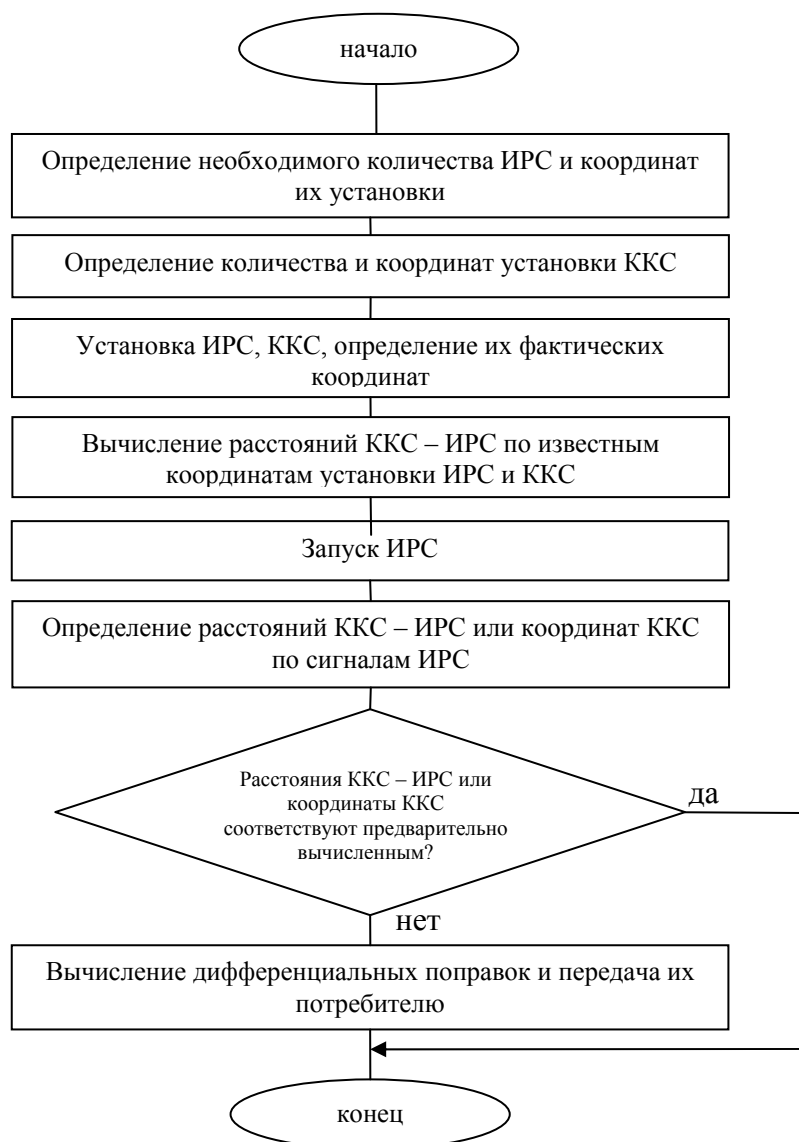 начало
Определение необходимого количества ИРС и координат
их установки
Определение количества и координат установки ККС
Установка ИРС, ККС, определение их фактических
координат
Вычисление расстояний ККС – ИРС по известным
координатам установки ИРС и ККС
Запуск ИРС
Определение расстояний ККС – ИРС или координат ККС
по сигналам ИРС
Расстояния ККС – ИРС или
координаты ККС
соответствуют предварительно
вычисленным?
да
нет
Вычисление дифференциальных поправок и передача их
потребителю
конец